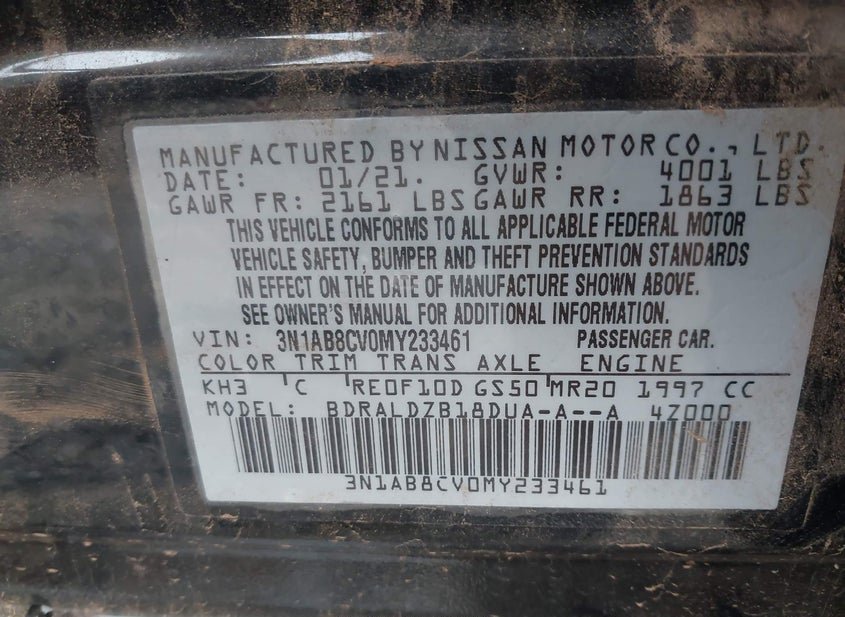 MANUFACTURED BY NISSAN MOTOR CO., LTD.
DATE: 01/21. GVWR: 4001 LBS
GAWR FR: 2161 LBS GAWR RR: 1863 LBS
THIS VEHICLE CONFORMS TO ALL APPLICABLE FEDERAL MOTOR
VEHICLE SAFETY, BUMPER AND THEFT PREVENTION STANDARDS
IN EFFECT ON THE DATE OF MANUFACTURE SHOWN ABOVE.
SEE OWNER'S MANUAL FOR ADDITIONAL INFORMATION.
VIN: 3N1AB8CV0MY233461 PASSENGER CAR.
COLOR TRIM TRANS AXLE ENGINE
KH3 'C RE0F10D GS50 'MR20 1997 CC
MODEL: BDRALDZB18DUA-A--A 4Z000
3N1AB8CV0MY233461